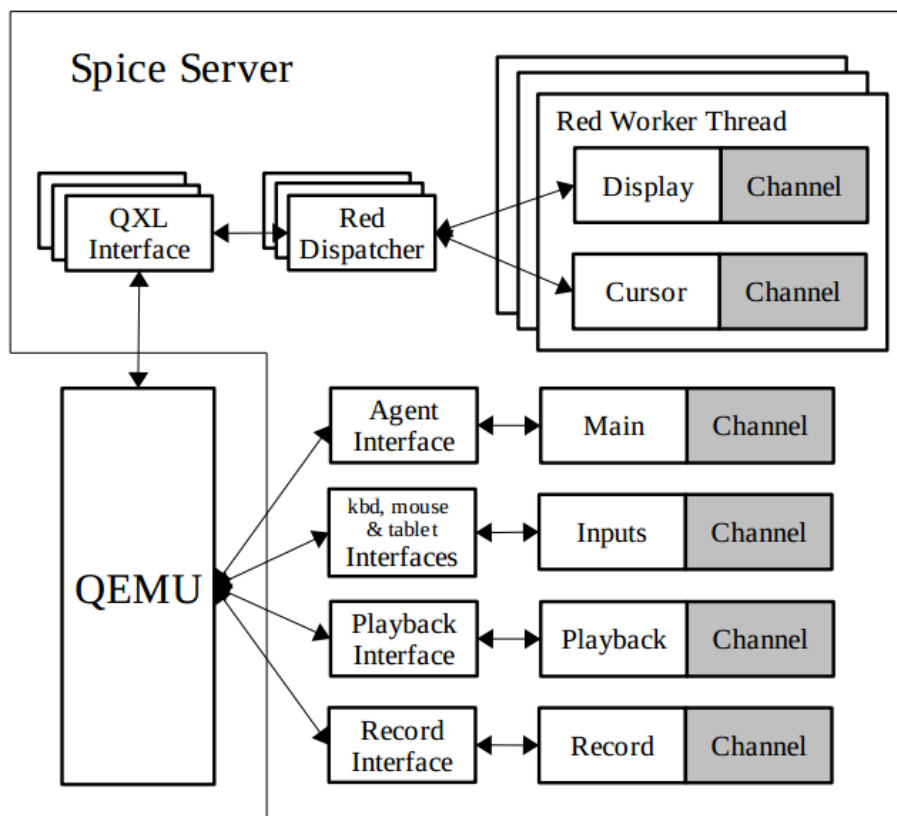 Spice Server
Red Worker Thread
Display
Channel
QXL
Interface
Red
Dispatcher
Cursor
Channel
QEMU
Agent
Interface
Main
Channel
kbd, mouse
& tablet
Interfaces
Inputs
Channel
Playback
Interface
Playback
Channel
Record
Interface
Record
Channel